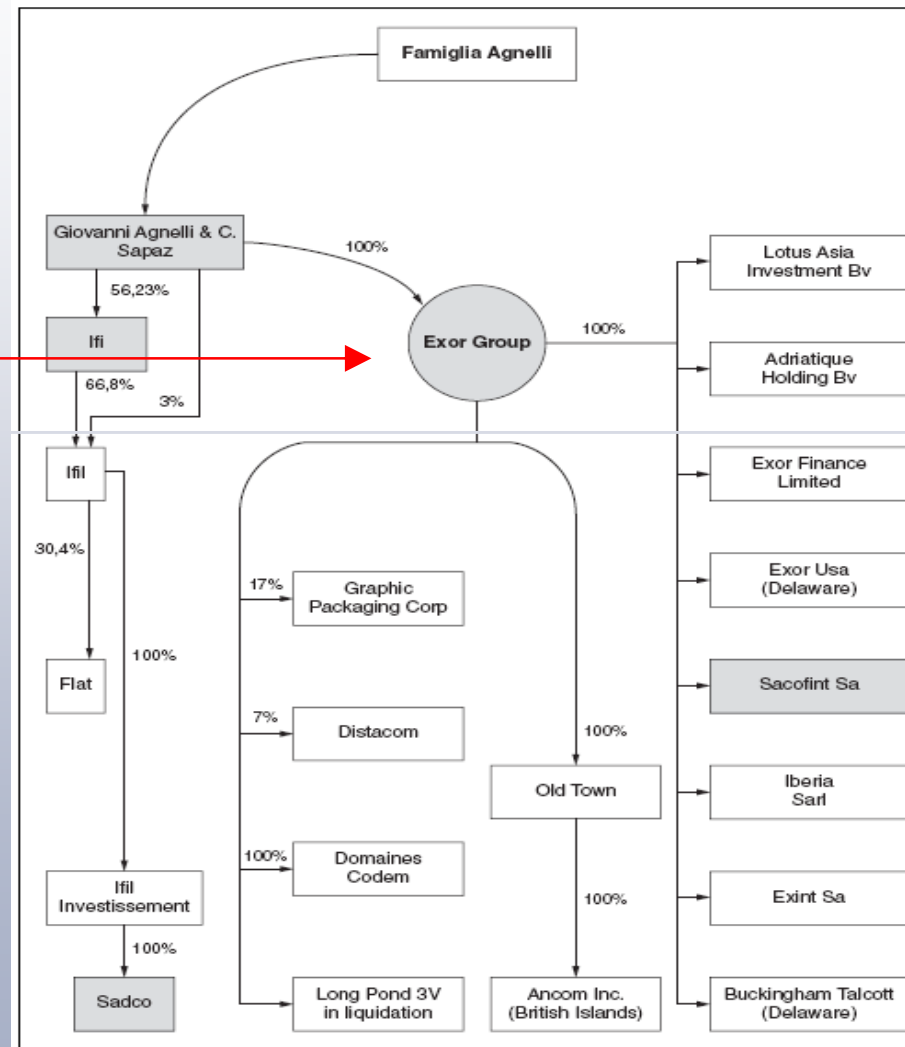 Famiglia Agnelli
Giovanni Agnelli & C.
Sapaz
100%
56,23%
Ifi
66,8%
3%
Ifil
30,4%
100%
Flat
Ifil
Investissement
100%
Sadco
Exor Group
100%
17%
Graphic
Packaging Corp
7%
Distacom
100%
Domaines
Codem
Long Pond 3V
in liquidation
100%
Old Town
100%
Ancom Inc.
(British Islands)
Lotus Asia
Investment Bv
Adriatique
Holding Bv
Exor Finance
Limited
Exor Usa
(Delaware)
Sacofint Sa
Iberia
Sarl
Exint Sa
Buckingham Talcott
(Delaware)